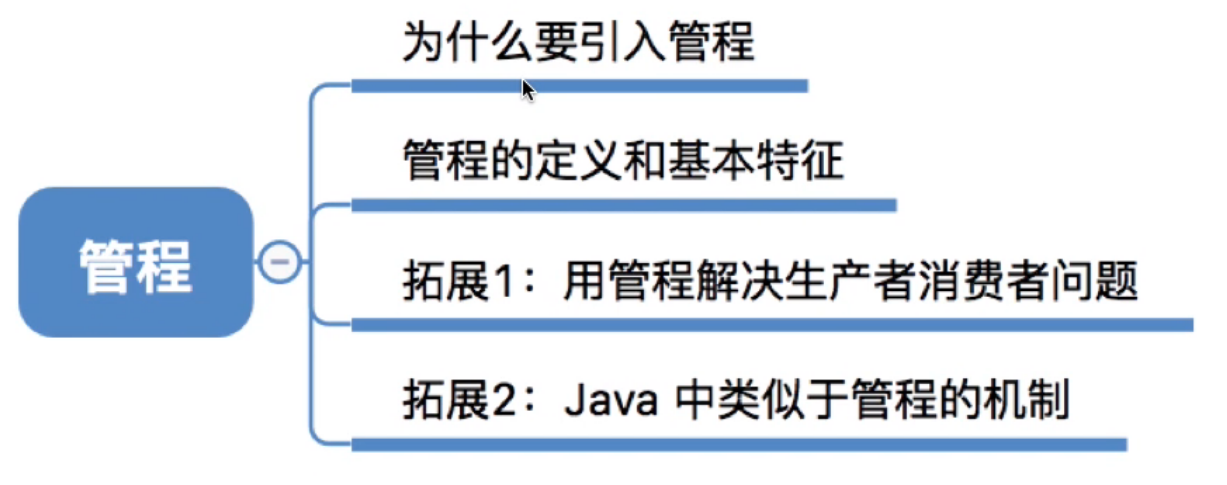 为什么要引入管程
管程的定义和基本特征
管程
拓展1：用管程解决生产者消费者问题
拓展2：Java 中类似于管程的机制